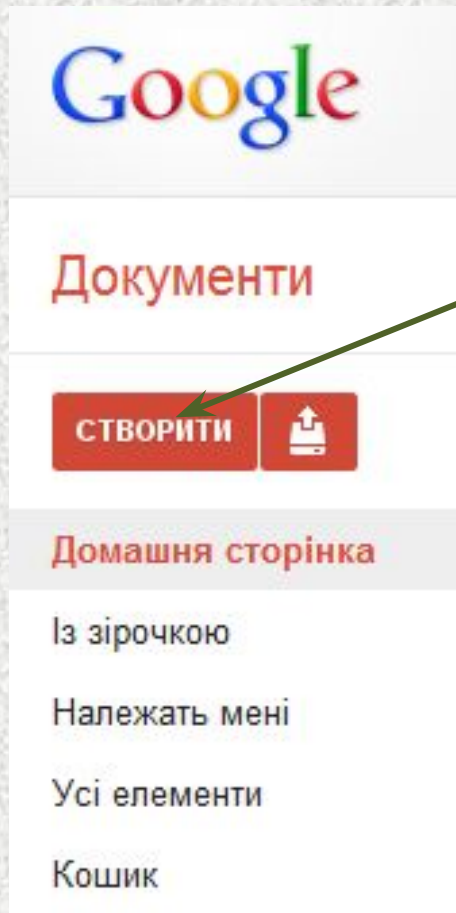 Google
Документи
СТВОРИТИ
Домашня сторінка
Із зірочкою
Належать мені
Усі елементи
Кошик